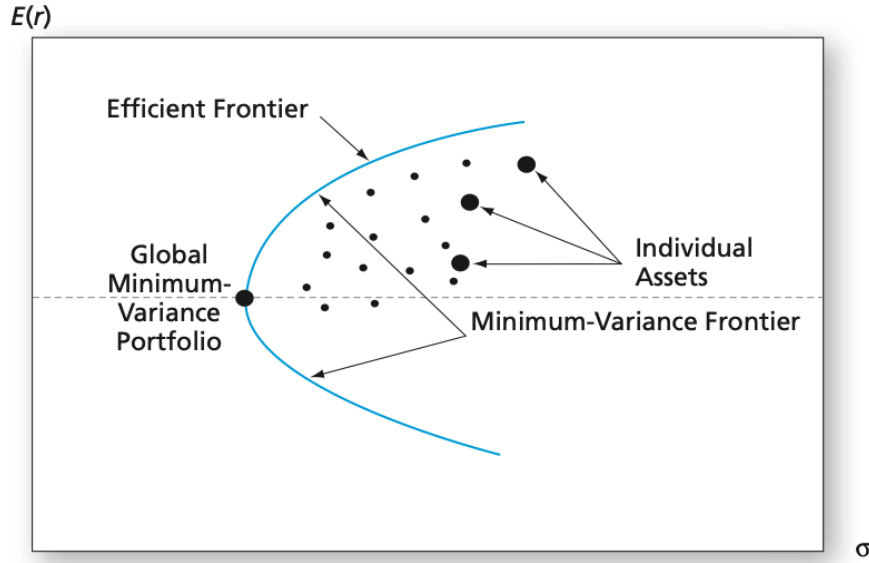 E(r)
Efficient Frontier
Global
Minimum-
Variance
Portfolio
Individual
Assets
Minimum-Variance Frontier
σ